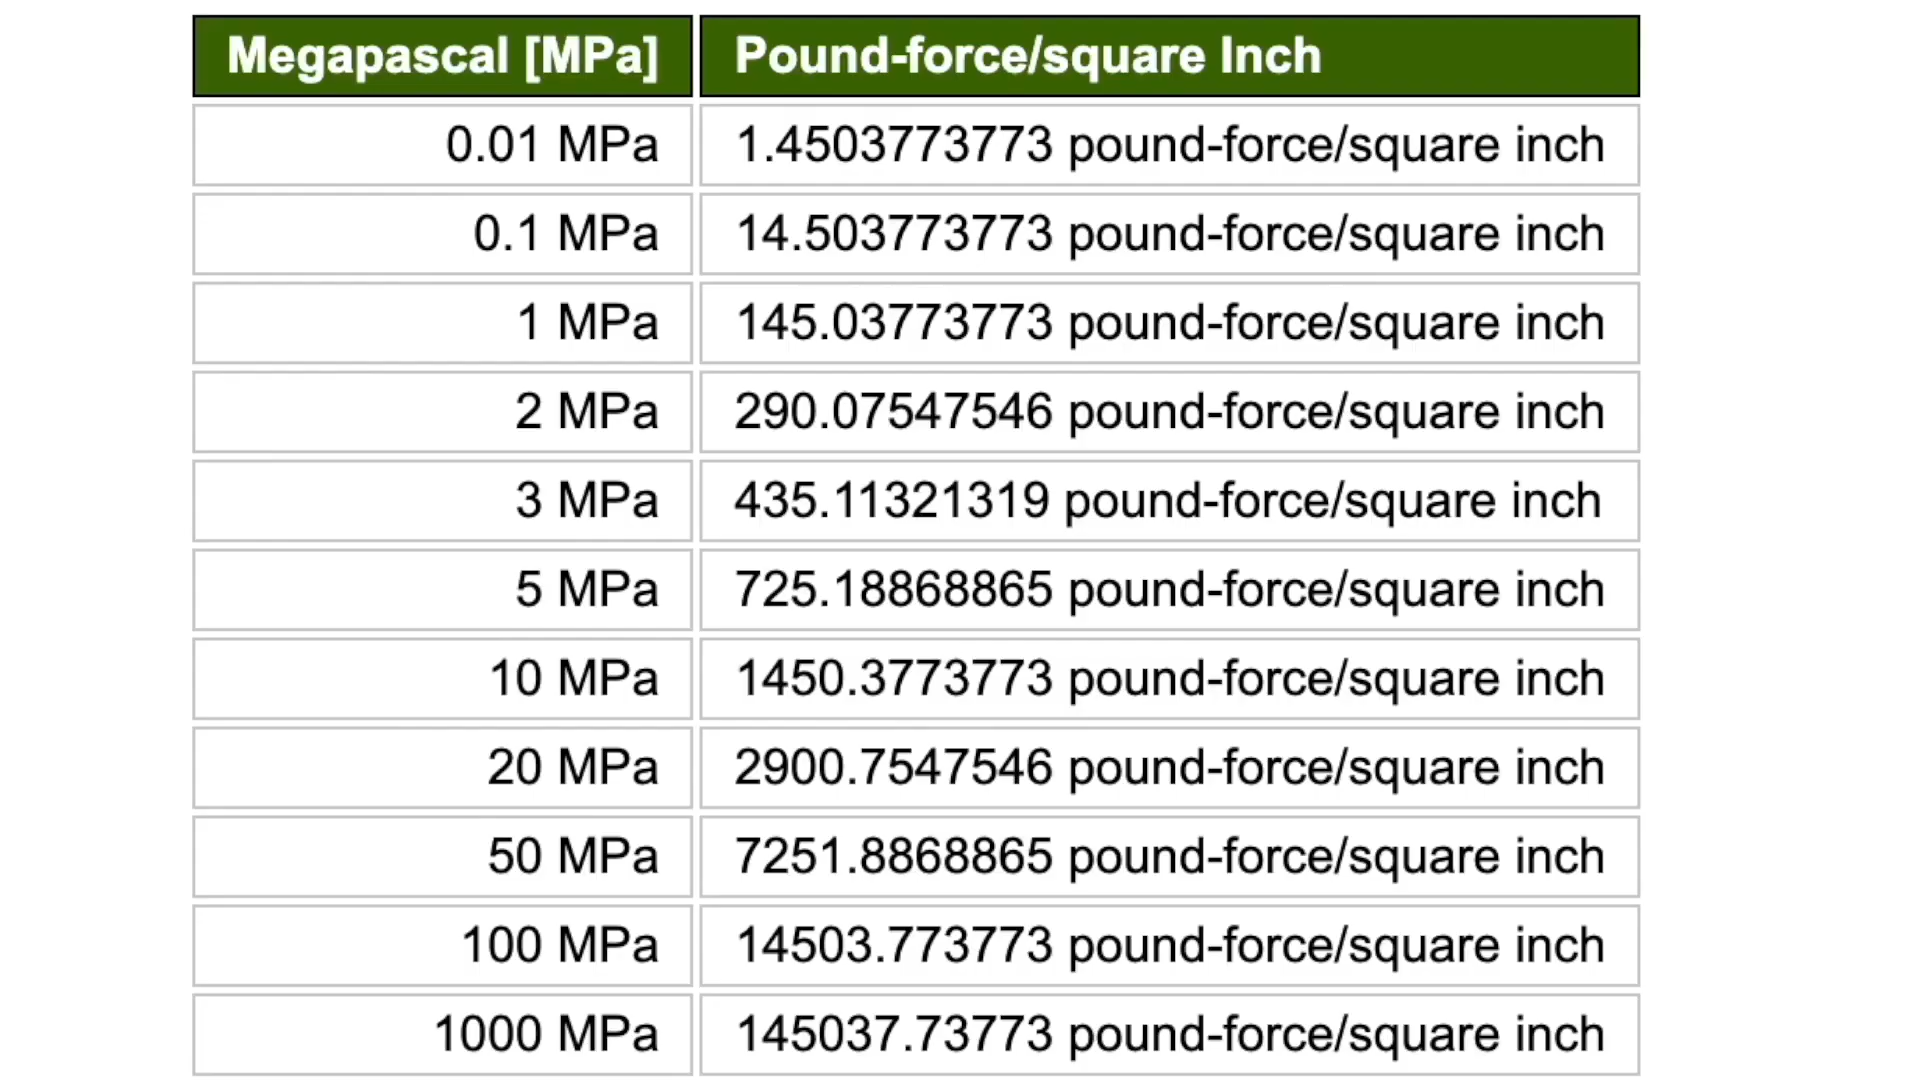 Megapascal [MPa] Pound-force/square Inch
0.01 MPa 1.4503773773 pound-force/square inch
0.1 MPa 14.503773773 pound-force/square inch
1 MPa 145.03773773 pound-force/square inch
2 MPa 290.07547546 pound-force/square inch
3 MPa 435.11321319 pound-force/square inch
5 MPa 725.18868865 pound-force/square inch
10 MPa 1450.3773773 pound-force/square inch
20 MPa 2900.7547546 pound-force/square inch
50 MPa 7251.8868865 pound-force/square inch
100 MPa 14503.773773 pound-force/square inch
1000 MPa 145037.73773 pound-force/square inch